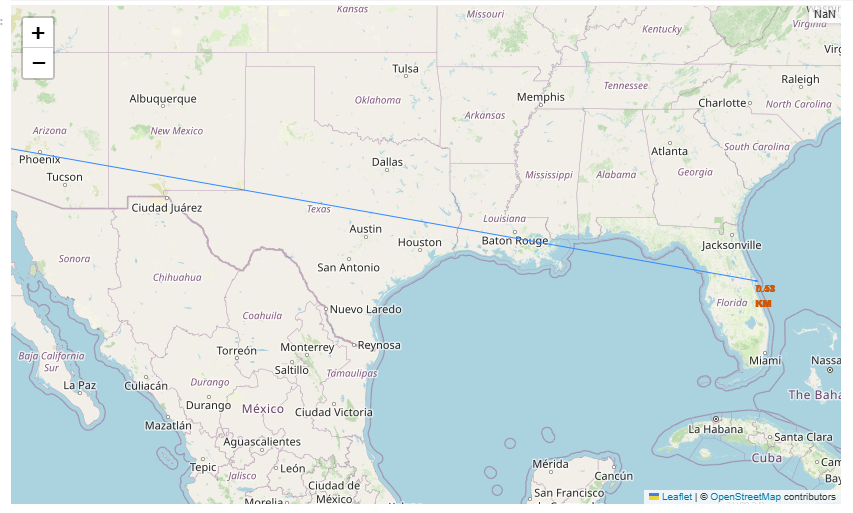 Kansas
Missouri
NaN
Virginia
+
−
Kentucky
Tulsa
Raleigh
Albuquerque
Oklahoma
Memphis
Tennessee
Charlotte
North Carolina
Arkansas
Arizona
New Mexico
Phoenix
Dallas
Atlanta
South Carolina
Tucson
Mississippi
Alabama
Georgia
Ciudad Juárez
Texas
Louisiana
Austin
Houston
Baton Rouge
Jacksonville
Sonora
San Antonio
Chihuahua
0.53
KM
Florida
Coahuila
Nuevo Laredo
Baja California
Sur
Torreón
Monterrey
Reynosa
Miami
Saltillo
La Paz
Culiacán
Durango
Tamaulipas
Nassa
Durango
México
Ciudad Victoria
The Baha
Mazatlán
La Habana
Santa Clara
Aguascalientes
Cuba
Tepic
León
Mérida
Cancún
Cam
Jalisco
Ciudad de
México
San Francisco
Bay
Morelia
Leaflet | © OpenStreetMap contributors